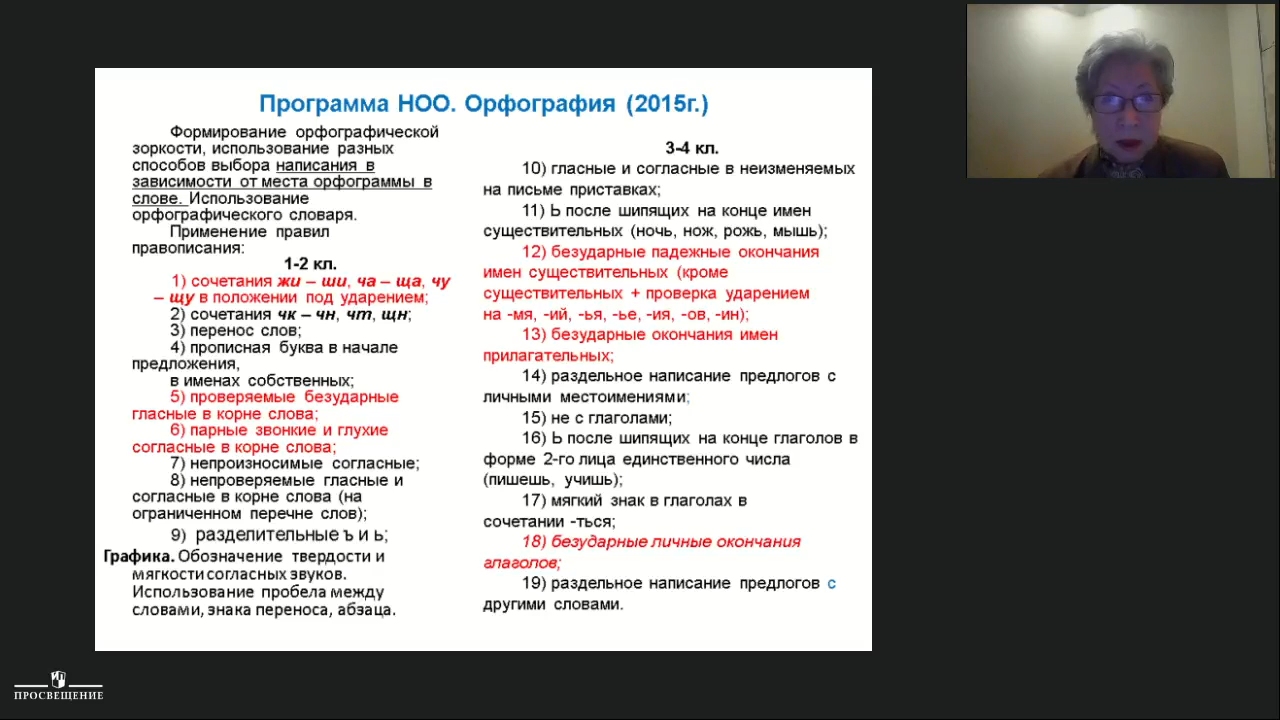 Программа НОО. Орфография (2015г.)
Формирование орфографической
зоркости, использование разных
способов выбора написания в
зависимости от места орфограммы в
слове. Использование
орфографического словаря.
Применение правил
правописания:
1-2 кл.
1) сочетания жи – ши, ча – ща, чу
– щу в положении под ударением;
2) сочетания чк – чн, чт, щн;
3) перенос слов;
4) прописная буква в начале
предложения,
в именах собственных;
5) проверяемые безударные
гласные в корне слова;
6) парные звонкие и глухие
согласные в корне слова;
7) непроизносимые согласные;
8) непроверяемые гласные и
согласные в корне слова (на
ограниченном перечне слов);
9) разделительные ъ и ь;
Графика. Обозначение твердости и
мягкости согласных звуков.
Использование пробела между
словами, знака переноса, абзаца.
3-4 кл.
10) гласные и согласные в неизменяемых
на письме приставках;
11) Ь после шипящих на конце имен
существительных (ночь, нож, рожь, мышь);
12) безударные падежные окончания
имен существительных (кроме
существительных + проверка ударением
на -мя, -ий, -ья, -ье, -ия, -ов, -ин);
13) безударные окончания имен
прилагательных;
14) раздельное написание предлогов с
личными местоимениями;
15) не с глаголами;
16) Ь после шипящих на конце глаголов в
форме 2-го лица единственного числа
(пишешь, учишь);
17) мягкий знак в глаголах в
сочетании -ться;
18) безударные личные окончания
глаголов;
19) раздельное написание предлогов с
другими словами.
ПРОСВЕЩЕНИЕ